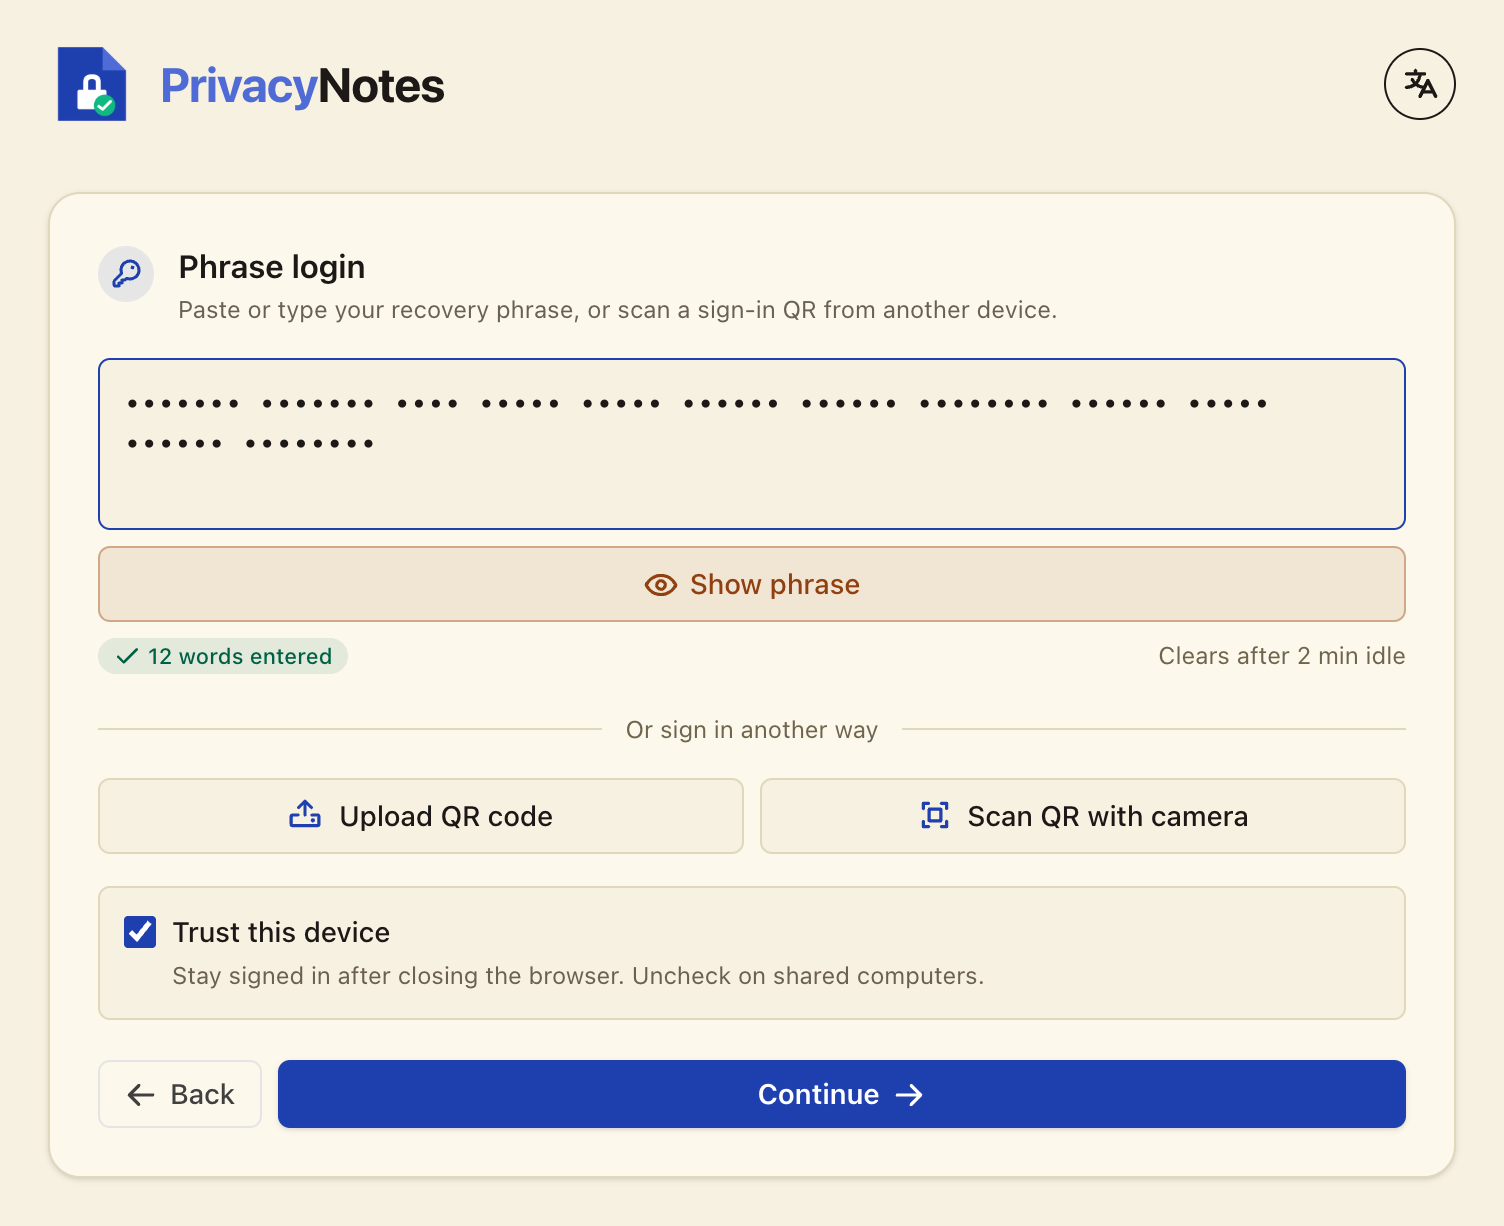 PrivacyNotes
Phrase login
Paste or type your recovery phrase, or scan a sign-in QR from another device.
••••••• ••••••• •••• ••••• ••••• •••••• •••••• •••••••• •••••• •••••
•••••• ••••••••
Show phrase
12 words entered
Clears after 2 min idle
Or sign in another way
Upload QR code
Scan QR with camera
Trust this device
Stay signed in after closing the browser. Uncheck on shared computers.
Back
Continue